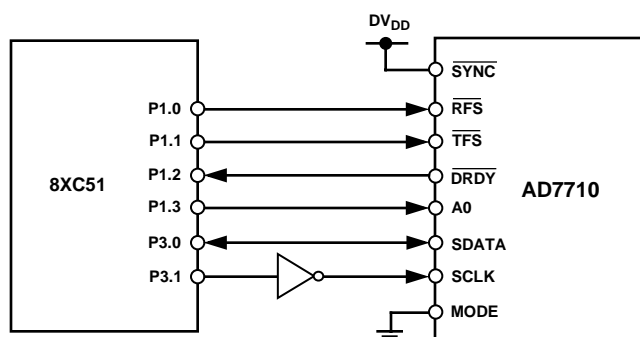 DVDD
SYNC
P1.0
RFS
P1.1
TFS
8XC51
P1.2
DRDY
AD7710
P1.3
A0
P3.0
SDATA
P3.1
SCLK
MODE